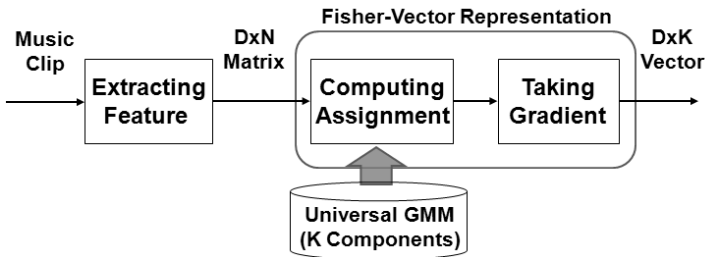 Fisher-Vector Representation
Music
Clip
Extracting
Feature
DxN
Matrix
Computing
Assignment
Taking
Gradient
DxK
Vector
Universal GMM
(K Components)